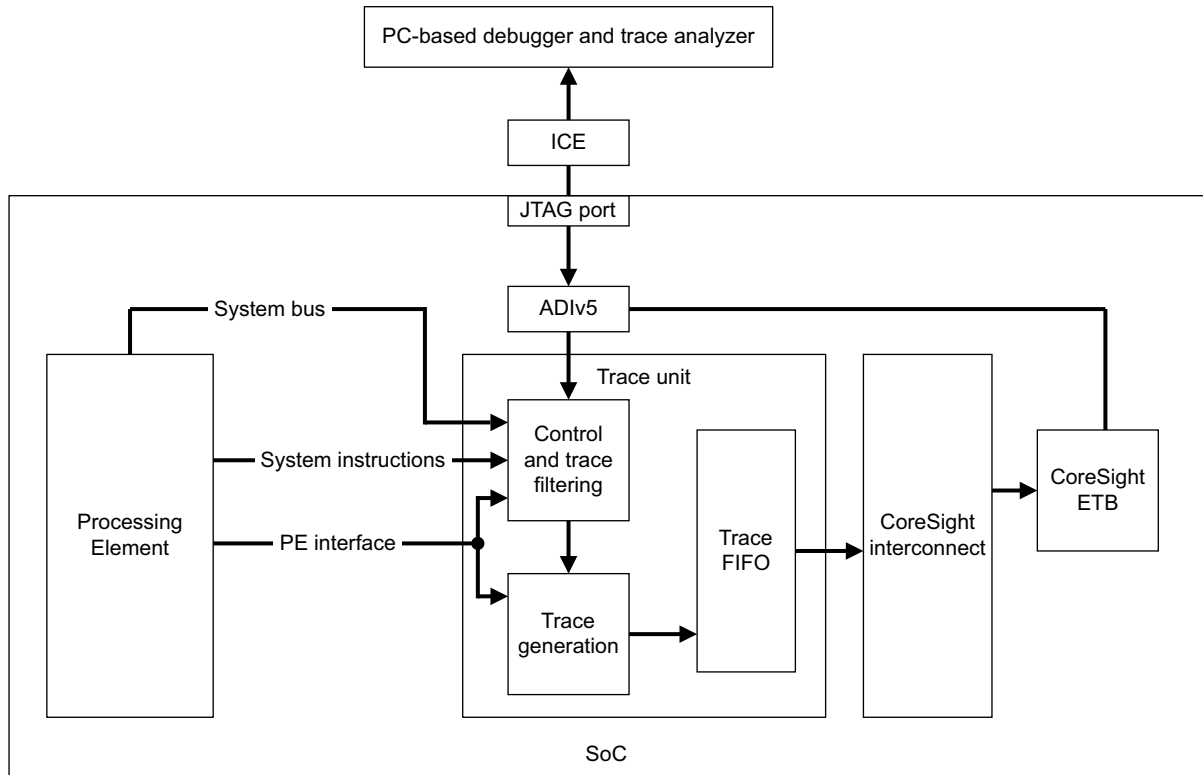 PC-based debugger and trace analyzer
ICE
JTAG port
ADIv5
System bus
Trace unit
Control
and trace
filtering
System instructions
CoreSight
ETB
Processing
Element
PE interface
Trace
FIFO
CoreSight
interconnect
Trace
generation
SoC